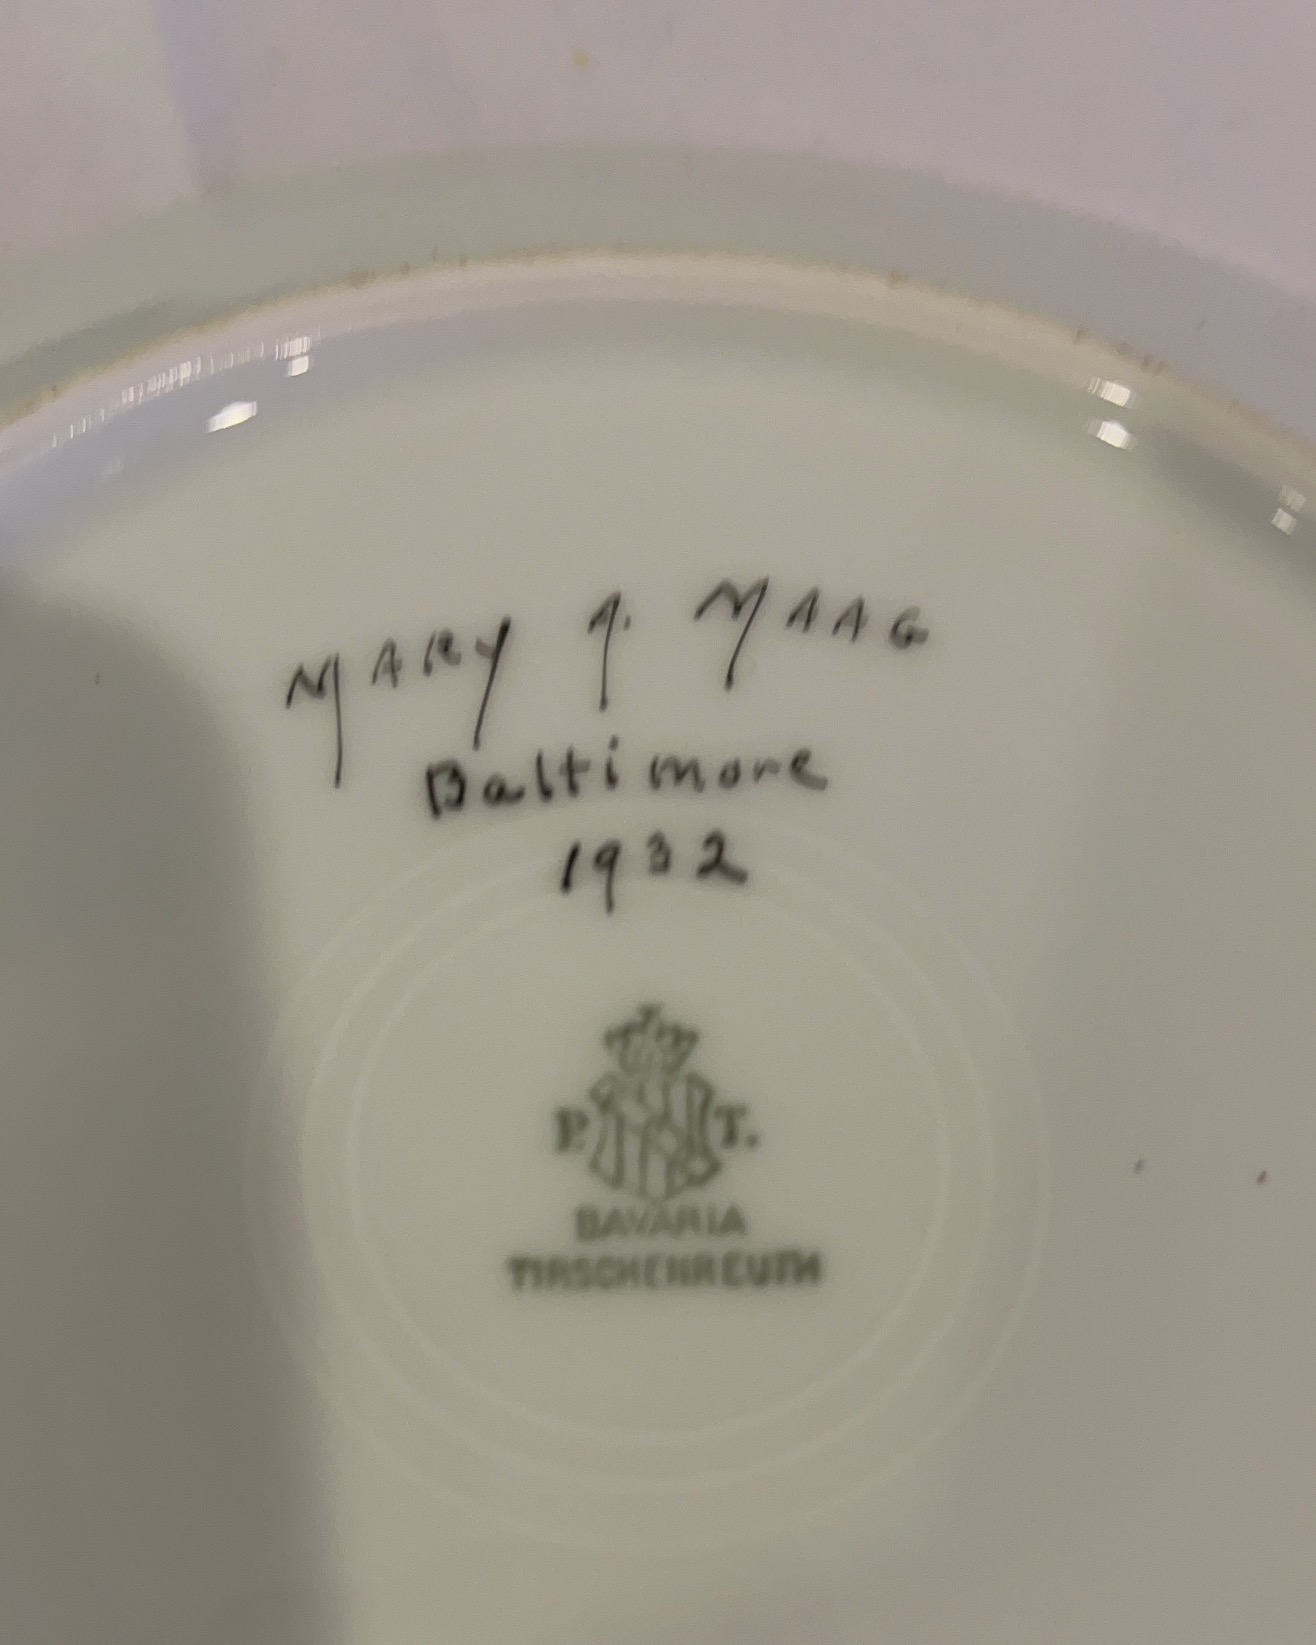 MARY A. MAAG
Baltimore
1932
P. T.
BAVARIA
TIRSCHENREUTH